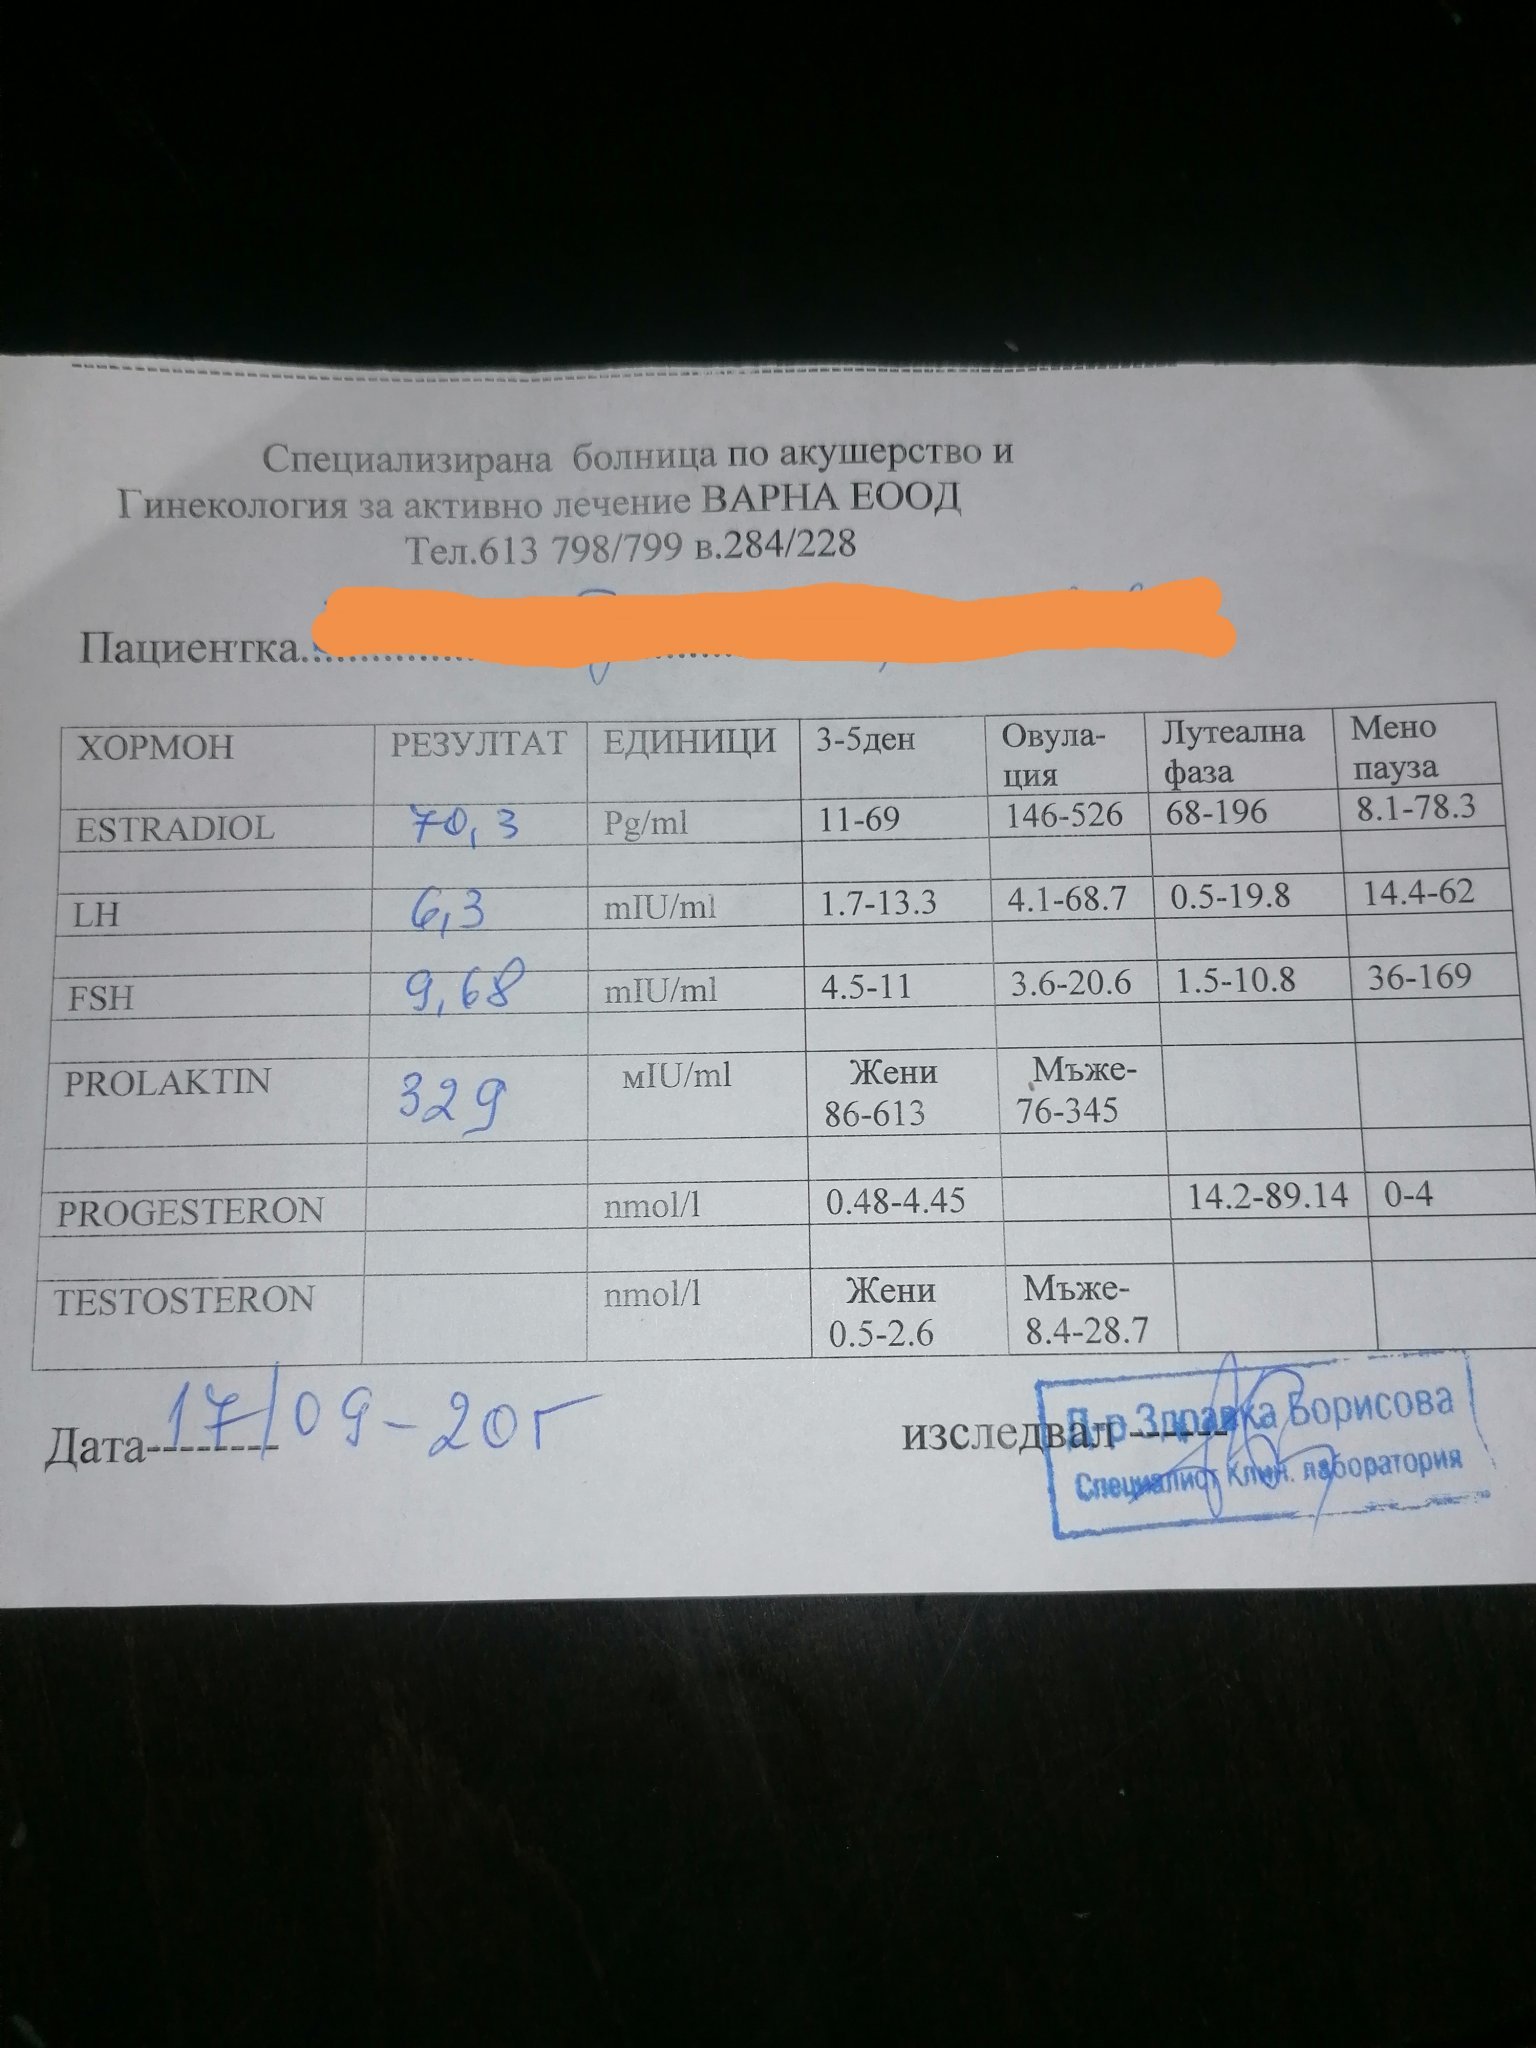 Специализирана болница по акушерство и
Гинекология за активно лечение ВАРНА ЕООД
Тел.613 798/799 в.284/228
Пациентка
ХОРМОН РЕЗУЛТАТ ЕДИНИЦИ 3-5ден Овула-ция Лутеална фаза Мено пауза
ESTRADIOL 70,3 Pg/ml 11-69 146-526 68-196 8.1-78.3
LH 6,3 mIU/ml 1.7-13.3 4.1-68.7 0.5-19.8 14.4-62
FSH 9,68 mIU/ml 4.5-11 3.6-20.6 1.5-10.8 36-169
PROLAKTIN 329 мIU/ml Жени 86-613 Мъже- 76-345
PROGESTERON nmol/l 0.48-4.45 14.2-89.14 0-4
TESTOSTERON nmol/l Жени 0.5-2.6 Мъже- 8.4-28.7
Дата 17/09-20г изследвал
Д-р Здравка Борисова
Специалист Клин. лаборатория